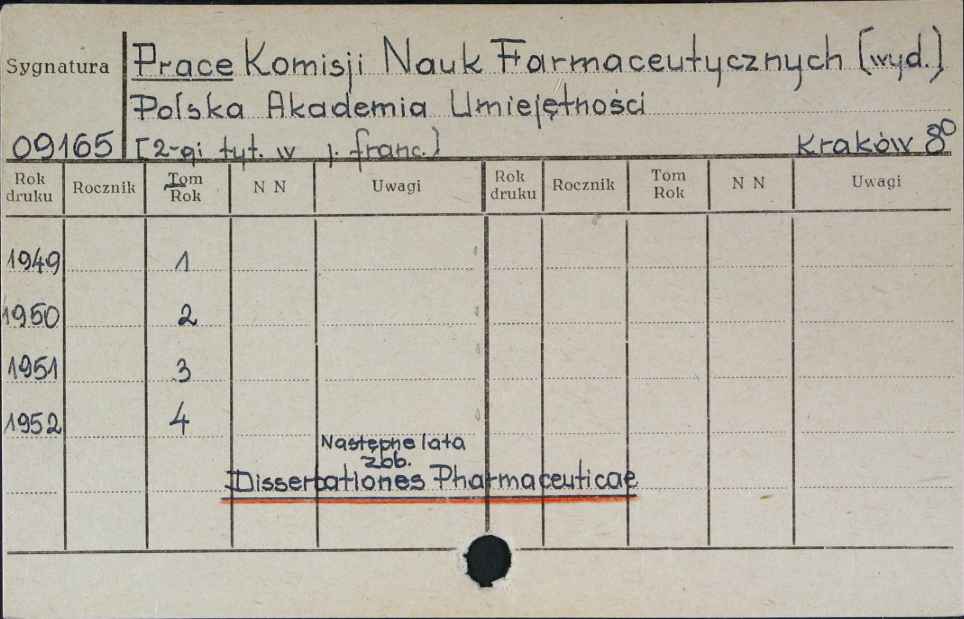 Sygnatura Prace Komisji Nauk Farmaceutycznych [wyd.]
Polska Akademia Umiejętności
09165 [2-gi tyt. w j. franc.] Kraków 8º
Rok druku Rocznik Tom Rok N N Uwagi Rok druku Rocznik Tom Rok N N Uwagi
1949 1
1950 2
1951 3
1952 4
Następne lata
zob.
Dissertationes Pharmaceuticae